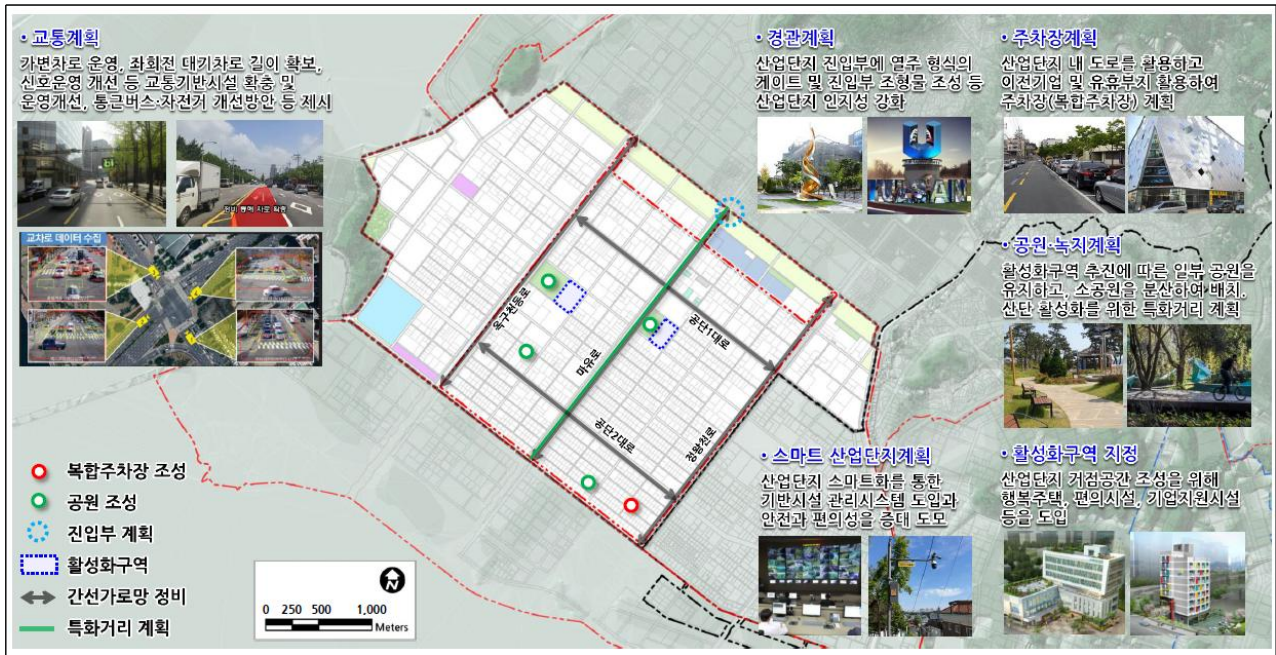 • 교통계획
가변차로 운영, 좌회전 대기차로 길이 확보,
신호운영 개선 등 교통기반시설 확충 및
운영개선, 통근버스·자전거 개선방안 등 제시
교차로 데이터 수집
• 경관계획
산업단지 진입부에 열주 형식의
게이트 및 진입부 조형물 조성 등
산업단지 인지성 강화
• 주차장계획
산업단지 내 도로를 활용하고
이전기업 및 유휴부지 활용하여
주차장(복합주차장) 계획
• 공원·녹지계획
활성화구역 추진에 따른 일부 공원을
유지하고, 소공원을 분산하여 배치,
산단 활성화를 위한 특화거리 계획
옥구천동로
마유로
공단1대로
공단2대로
정왕천로
• 스마트 산업단지계획
산업단지 스마트화를 통한
기반시설 관리시스템 도입과
안전과 편의성을 증대 도모
• 활성화구역 지정
산업단지 거점공간 조성을 위해
행복주택, 편의시설, 기업지원시설
등을 도입
복합주차장 조성
공원 조성
진입부 계획
활성화구역
간선가로망 정비
특화거리 계획
N
0 250 500 1,000
Meters